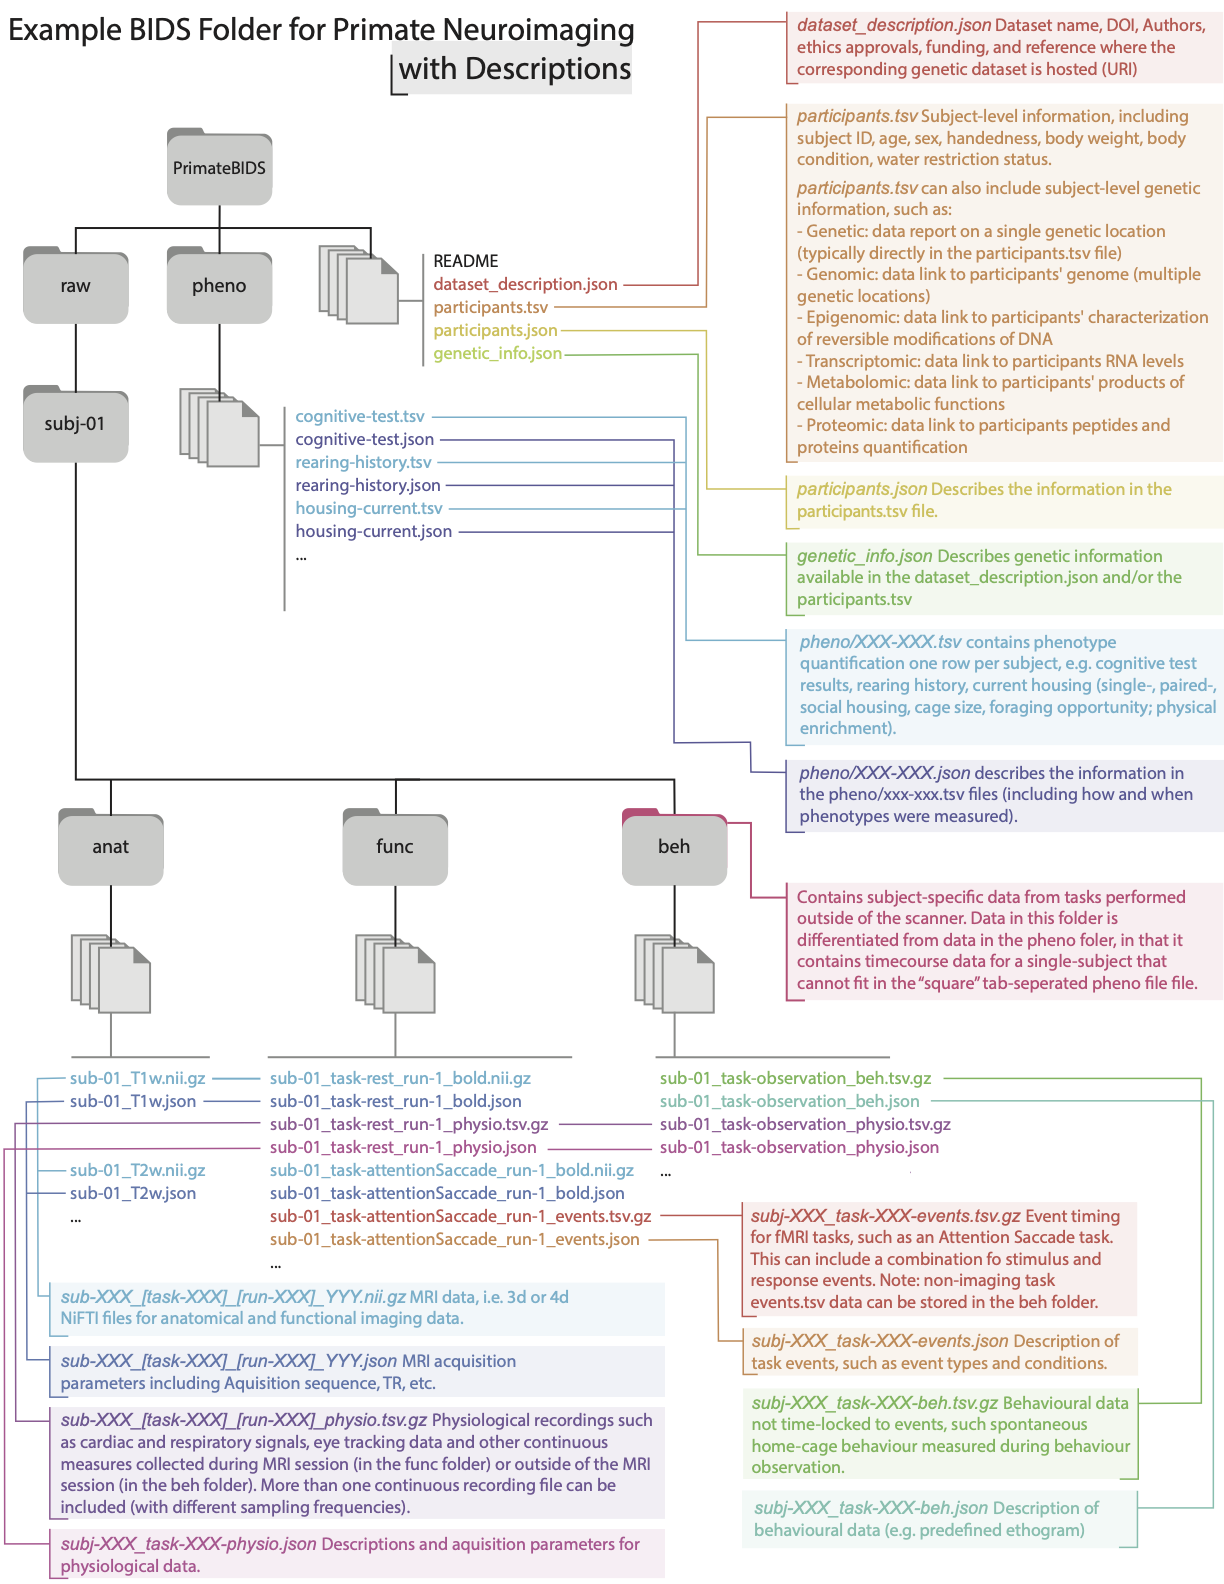 Example BIDS Folder for Primate Neuroimaging
with Descriptions
PrimateBIDS
raw
pheno
subj-01
README
dataset_description.json
participants.tsv
participants.json
genetic_info.json
cognitive-test.tsv
cognitive-test.json
rearing-history.tsv
rearing-history.json
housing-current.tsv
housing-current.json
...
dataset_description.json Dataset name, DOI, Authors,
ethics approvals, funding, and reference where the
corresponding genetic dataset is hosted (URI)
participants.tsv Subject-level information, including
subject ID, age, sex, handedness, body weight, body
condition, water restriction status.
participants.tsv can also include subject-level genetic
information, such as:
- Genetic: data report on a single genetic location
(typically directly in the participants.tsv file)
- Genomic: data link to participants' genome (multiple
genetic locations)
- Epigenomic: data link to participants' characterization
of reversible modifications of DNA
- Transcriptomic: data link to participants RNA levels
- Metabolomic: data link to participants' products of
cellular metabolic functions
- Proteomic: data link to participants peptides and
proteins quantification
participants.json Describes the information in the
participants.tsv file.
genetic_info.json Describes genetic information
available in the dataset_description.json and/or the
participants.tsv
pheno/XXX-XXX.tsv contains phenotype
quantification one row per subject, e.g. cognitive test
results, rearing history, current housing (single-, paired-,
social housing, cage size, foraging opportunity; physical
enrichment).
pheno/XXX-XXX.json describes the information in
the pheno/xxx-xxx.tsv files (including how and when
phenotypes were measured).
anat
func
beh
Contains subject-specific data from tasks performed
outside of the scanner. Data in this folder is
differentiated from data in the pheno foler, in that it
contains timecourse data for a single-subject that
cannot fit in the “square” tab-seperated pheno file file.
sub-01_T1w.nii.gz
sub-01_T1w.json
sub-01_T2w.nii.gz
sub-01_T2w.json
...
sub-01_task-rest_run-1_bold.nii.gz
sub-01_task-rest_run-1_bold.json
sub-01_task-rest_run-1_physio.tsv.gz
sub-01_task-rest_run-1_physio.json
sub-01_task-attentionSaccade_run-1_bold.nii.gz
sub-01_task-attentionSaccade_run-1_bold.json
sub-01_task-attentionSaccade_run-1_events.tsv.gz
sub-01_task-attentionSaccade_run-1_events.json
...
sub-01_task-observation_beh.tsv.gz
sub-01_task-observation_beh.json
sub-01_task-observation_physio.tsv.gz
sub-01_task-observation_physio.json
...
sub-XXX_[task-XXX]_[run-XXX]_YYY.nii.gz MRI data, i.e. 3d or 4d
NiFTI files for anatomical and functional imaging data.
sub-XXX_[task-XXX]_[run-XXX]_YYY.json MRI acquisition
parameters including Aquisition sequence, TR, etc.
sub-XXX_[task-XXX]_[run-XXX]_physio.tsv.gz Physiological recordings such
as cardiac and respiratory signals, eye tracking data and other continuous
measures collected during MRI session (in the func folder) or outside of the MRI
session (in the beh folder). More than one continuous recording file can be
included (with different sampling frequencies).
subj-XXX_task-XXX-physio.json Descriptions and aquisition parameters for
physiological data.
subj-XXX_task-XXX-events.tsv.gz Event timing
for fMRI tasks, such as an Attention Saccade task.
This can include a combination fo stimulus and
response events. Note: non-imaging task
events.tsv data can be stored in the beh folder.
subj-XXX_task-XXX-events.json Description of
task events, such as event types and conditions.
subj-XXX_task-XXX-beh.tsv.gz Behavioural data
not time-locked to events, such spontaneous
home-cage behaviour measured during behaviour
observation.
subj-XXX_task-XXX-beh.json Description of
behavioural data (e.g. predefined ethogram)